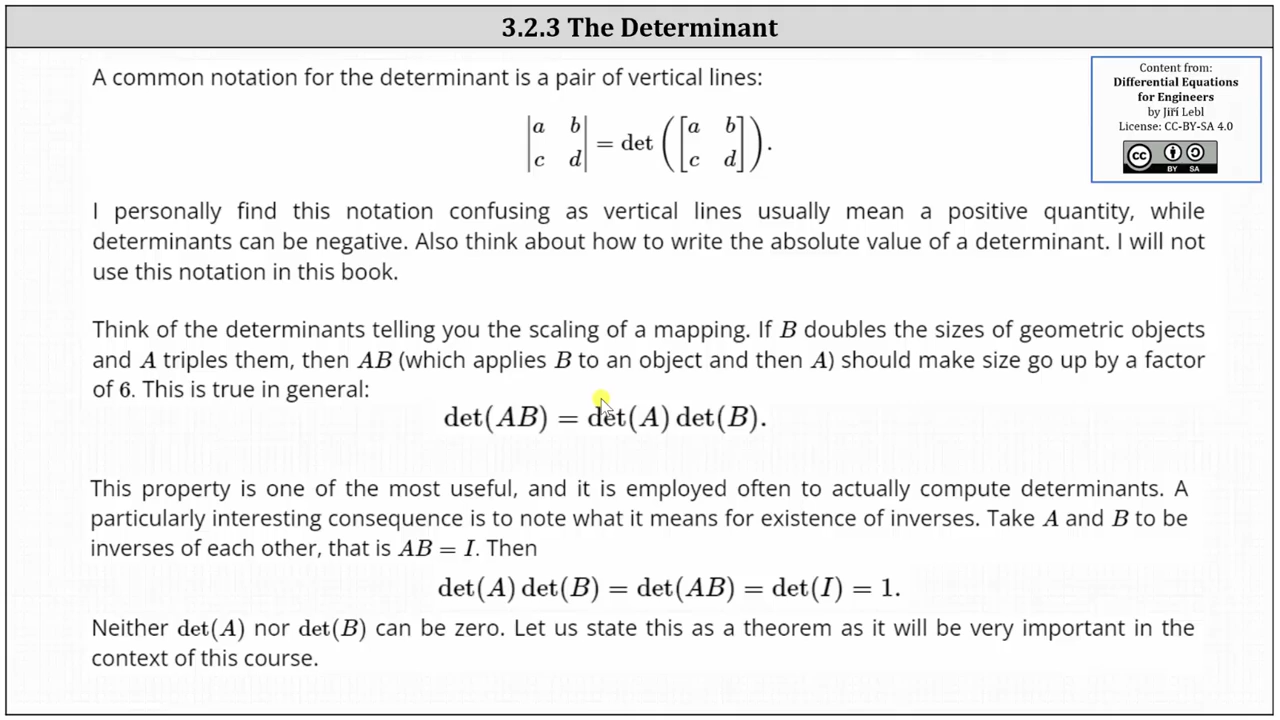 3.2.3 The Determinant
A common notation for the determinant is a pair of vertical lines:
Content from:
Differential Equations
for Engineers
by Jiří Lebl
License: CC-BY-SA 4.0
cc BY SA
|a b|
|c d| = det ([a b]
[c d]).
I personally find this notation confusing as vertical lines usually mean a positive quantity, while
determinants can be negative. Also think about how to write the absolute value of a determinant. I will not
use this notation in this book.
Think of the determinants telling you the scaling of a mapping. If B doubles the sizes of geometric objects
and A triples them, then AB (which applies B to an object and then A) should make size go up by a factor
of 6. This is true in general:
det(AB) = det(A) det(B).
This property is one of the most useful, and it is employed often to actually compute determinants. A
particularly interesting consequence is to note what it means for existence of inverses. Take A and B to be
inverses of each other, that is AB = I. Then
det(A) det(B) = det(AB) = det(I) = 1.
Neither det(A) nor det(B) can be zero. Let us state this as a theorem as it will be very important in the
context of this course.